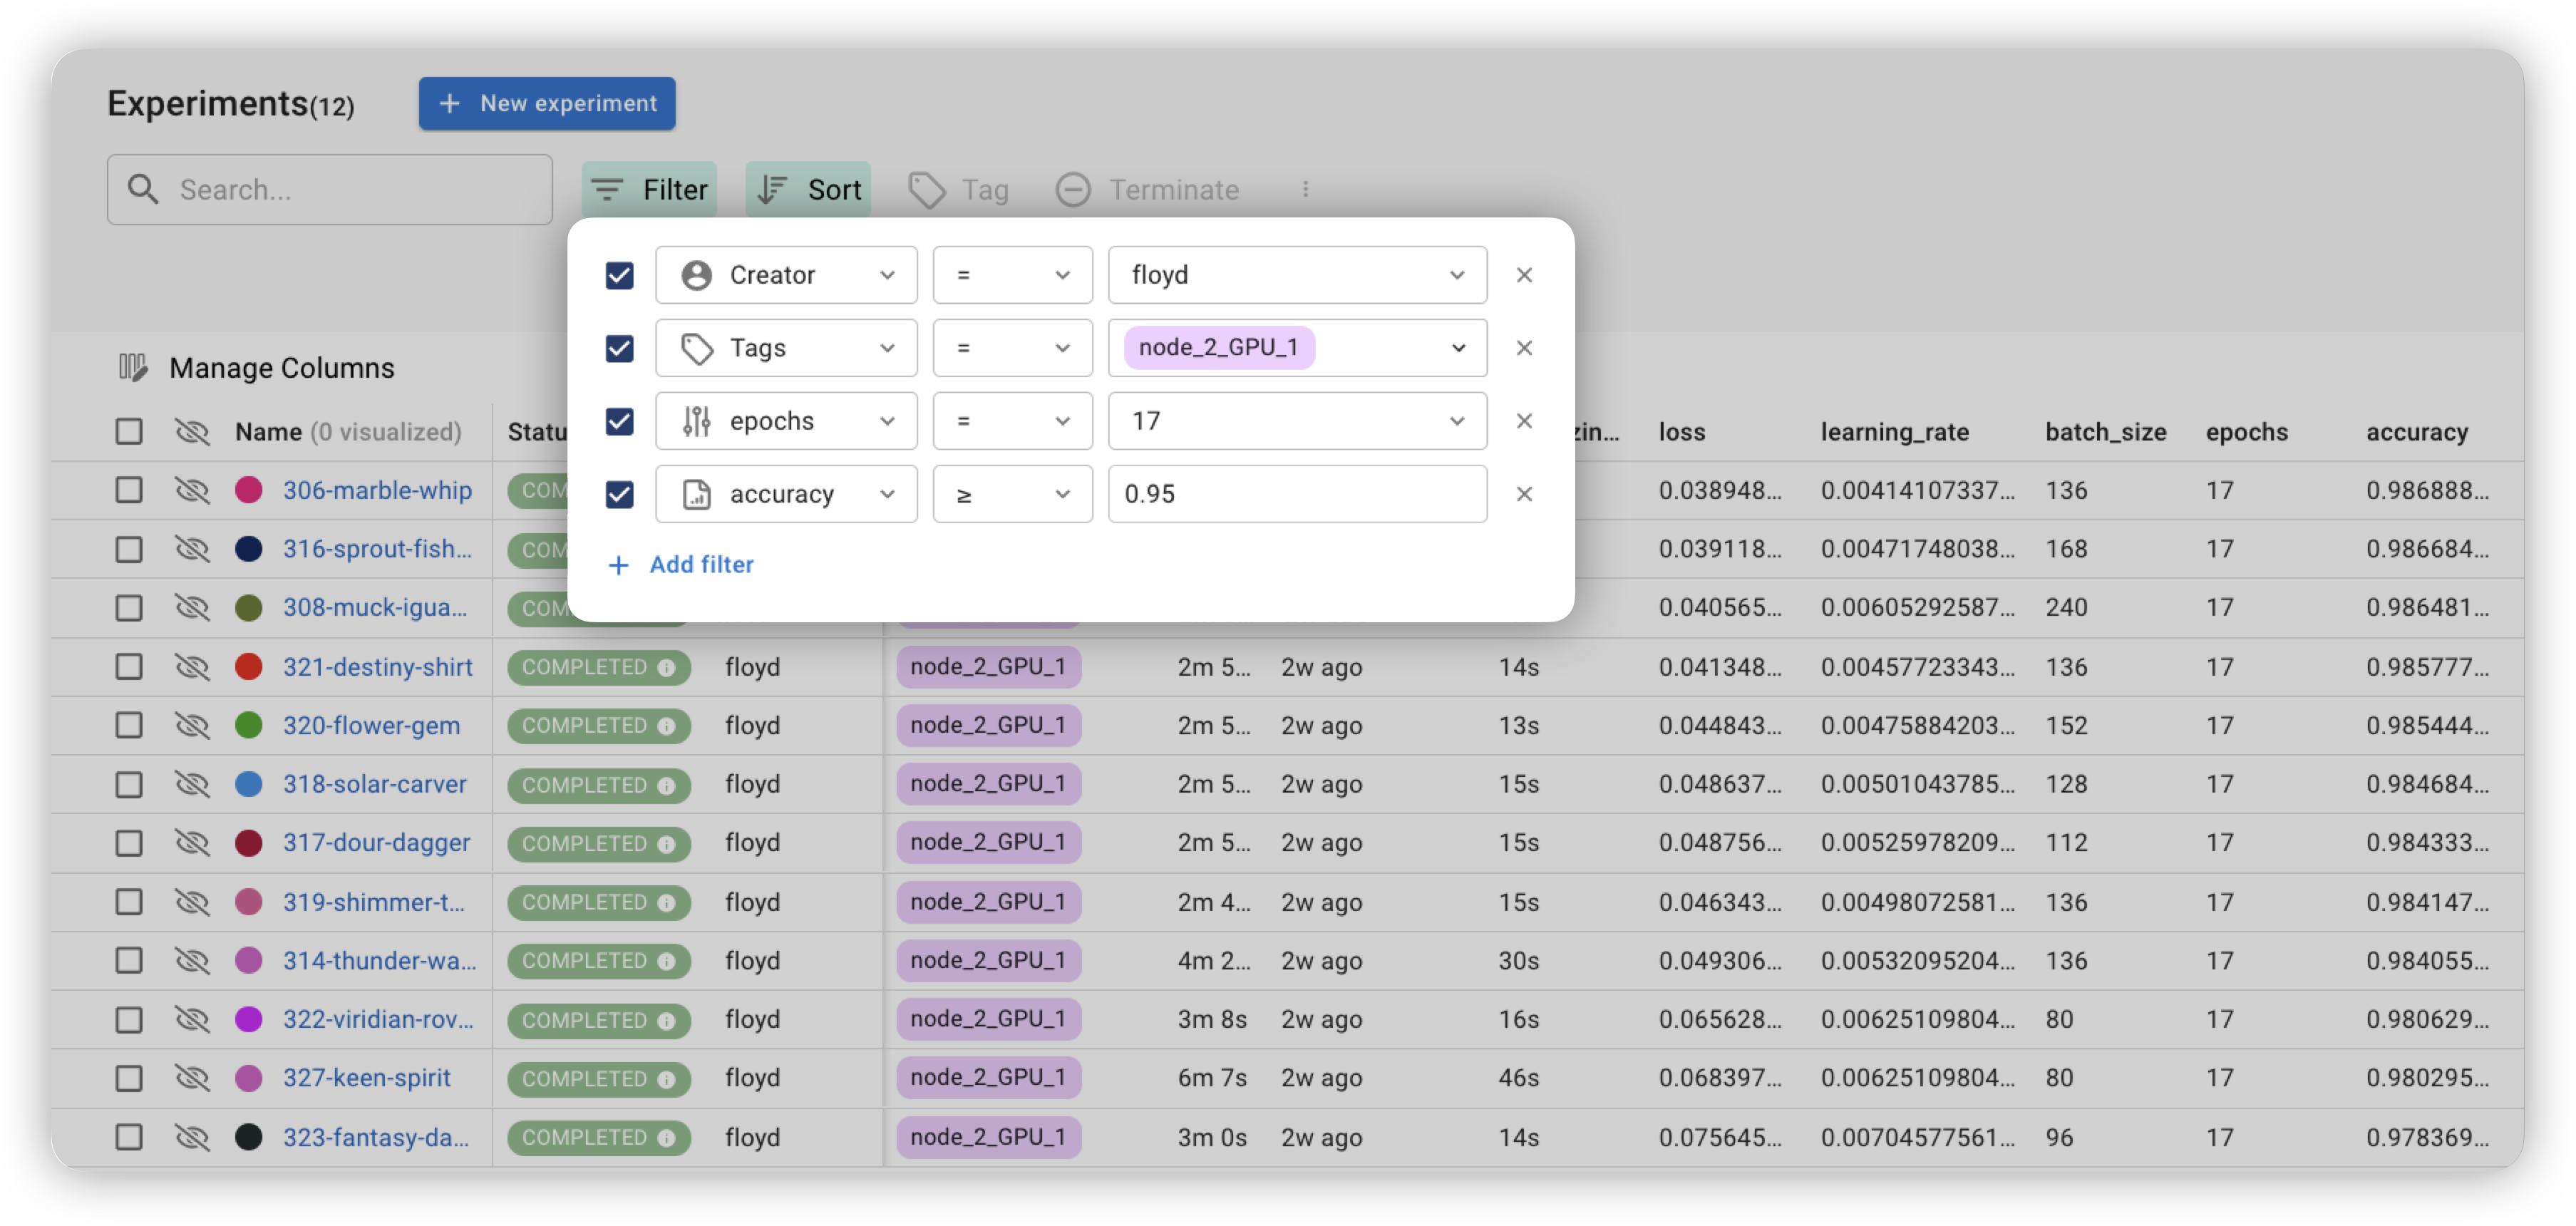 Experiments(12) + New experiment
Search... Filter Sort Tag Terminate
Creator = floyd
Tags = node_2_GPU_1
epochs = 17
accuracy ≥ 0.95
+ Add filter
Manage Columns
Name (0 visualized) Statu zin... loss learning_rate batch_size epochs accuracy
306-marble-whip COM 0.038948... 0.00414107337... 136 17 0.986888...
316-sprout-fish... COM 0.039118... 0.00471748038... 168 17 0.986684...
308-muck-igua... COM 0.040565... 0.00605292587... 240 17 0.986481...
321-destiny-shirt COMPLETED floyd node_2_GPU_1 2m 5... 2w ago 14s 0.041348... 0.00457723343... 136 17 0.985777...
320-flower-gem COMPLETED floyd node_2_GPU_1 2m 5... 2w ago 13s 0.044843... 0.00475884203... 152 17 0.985444...
318-solar-carver COMPLETED floyd node_2_GPU_1 2m 5... 2w ago 15s 0.048637... 0.00501043785... 128 17 0.984684...
317-dour-dagger COMPLETED floyd node_2_GPU_1 2m 5... 2w ago 15s 0.048756... 0.00525978209... 112 17 0.984333...
319-shimmer-t... COMPLETED floyd node_2_GPU_1 2m 4... 2w ago 15s 0.046343... 0.00498072581... 136 17 0.984147...
314-thunder-wa... COMPLETED floyd node_2_GPU_1 4m 2... 2w ago 30s 0.049306... 0.00532095204... 136 17 0.984055...
322-viridian-rov... COMPLETED floyd node_2_GPU_1 3m 8s 2w ago 16s 0.065628... 0.00625109804... 80 17 0.980629...
327-keen-spirit COMPLETED floyd node_2_GPU_1 6m 7s 2w ago 46s 0.068397... 0.00625109804... 80 17 0.980295...
323-fantasy-da... COMPLETED floyd node_2_GPU_1 3m 0s 2w ago 14s 0.075645... 0.00704577561... 96 17 0.978369...